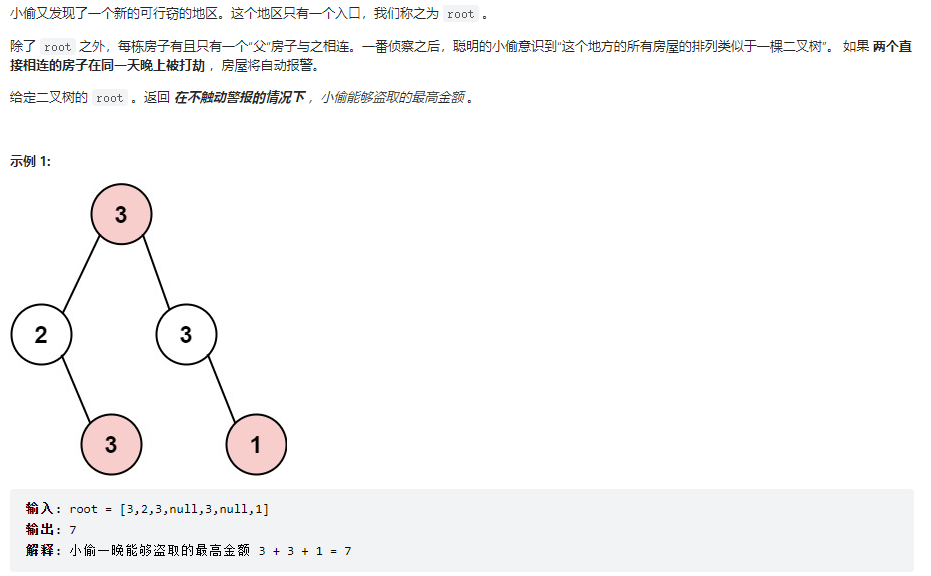 小偷又发现了一个新的可行窃的地区。这个地区只有一个入口，我们称之为 root 。
除了 root 之外，每栋房子有且只有一个“父“房子与之相连。一番侦察之后，聪明的小偷意识到“这个地方的所有房屋的排列类似于一棵二叉树”。 如果 两个直
接相连的房子在同一天晚上被打劫 ，房屋将自动报警。
给定二叉树的 root 。返回 在不触动警报的情况下 ，小偷能够盗取的最高金额 。
示例 1:
3
2 3
3 1
输入: root = [3,2,3,null,3,null,1]
输出: 7
解释: 小偷一晚能够盗取的最高金额 3 + 3 + 1 = 7